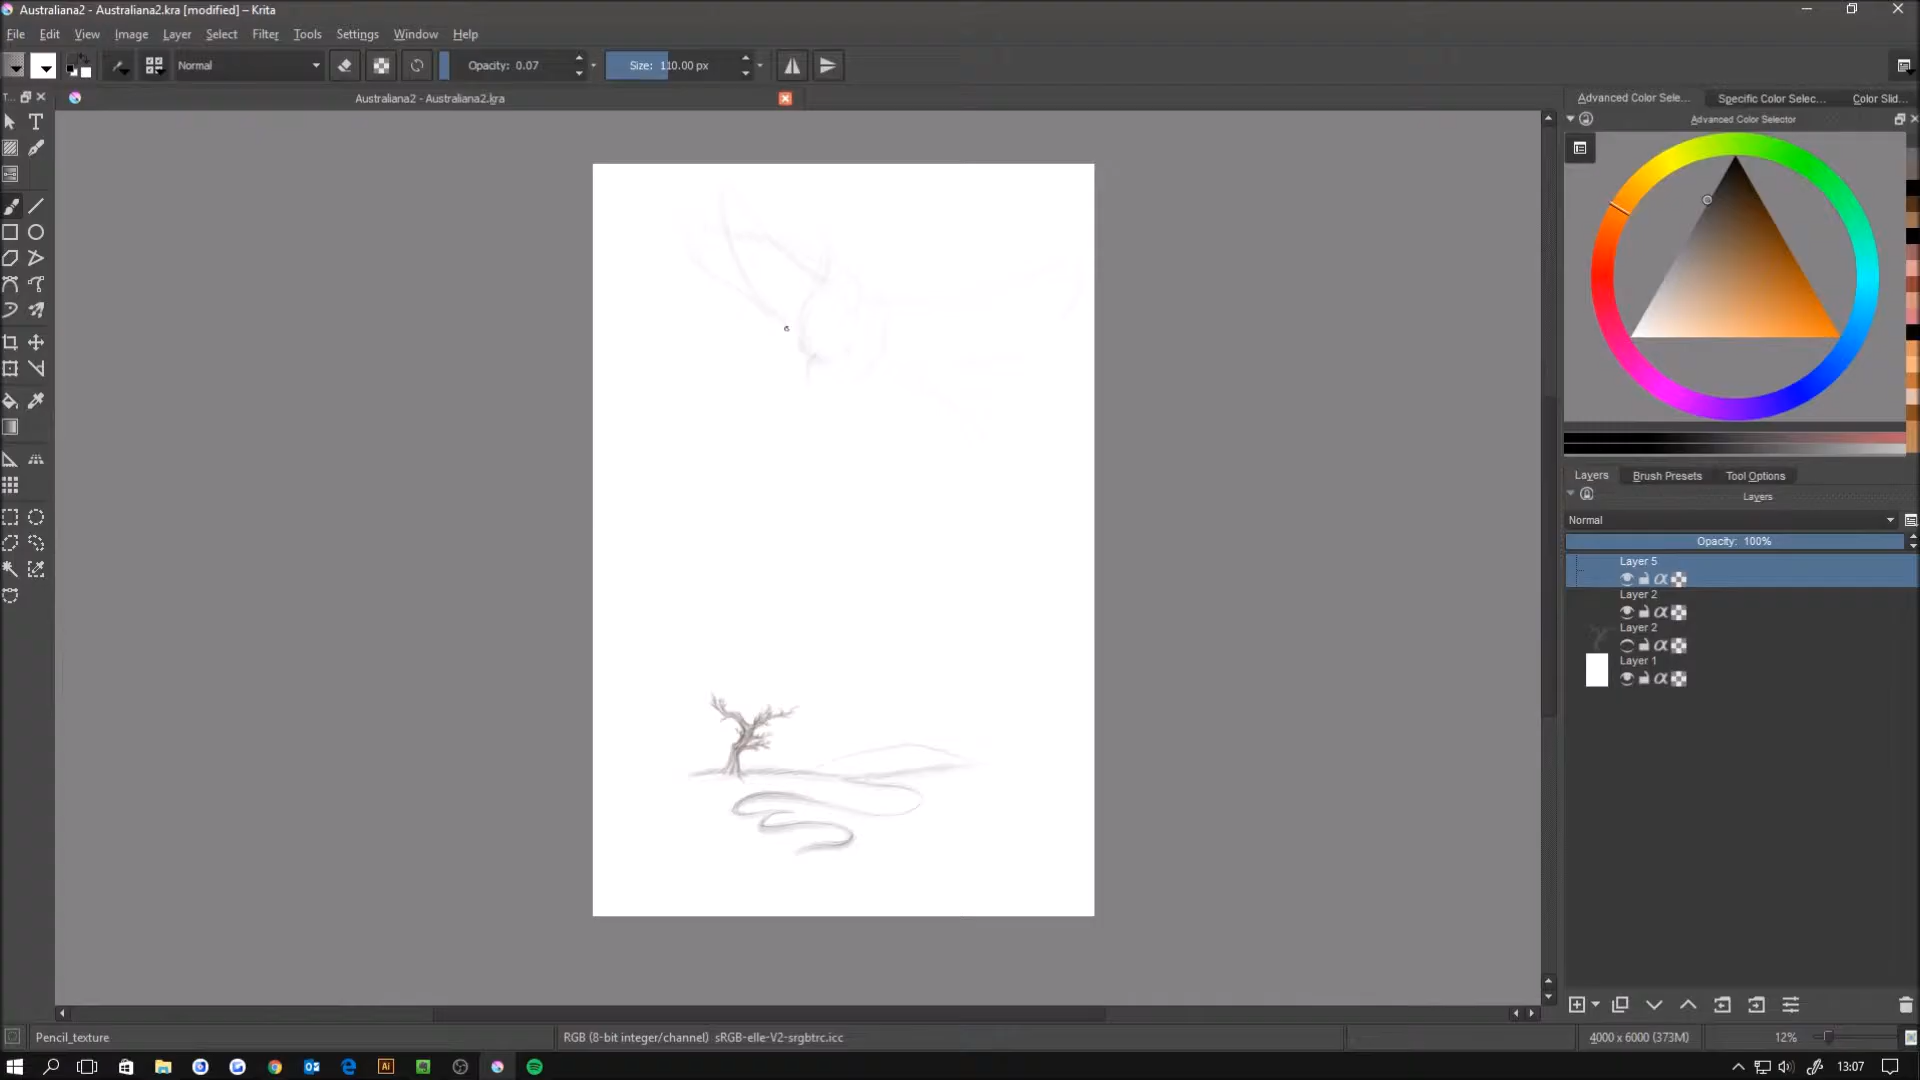 Australiana2 - Australiana2.kra [modified] – Krita
File Edit View Image Layer Select Filter Tools Settings Window Help
Normal Opacity: 0.07 Size: 110.00 px
T... Australiana2 - Australiana2.kra Advanced Color Sele... Specific Color Selec... Color Slid...
Advanced Color Selector
Layers Brush Presets Tool Options
Layers
Normal
Opacity: 100%
Layer 5
Layer 2
Layer 2
Layer 1
Pencil_texture RGB (8-bit integer/channel) sRGB-elle-V2-srgbtrc.icc 4000 x 6000 (373M) 12%
Ai 13:07